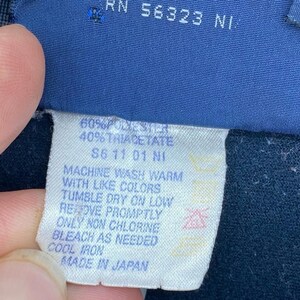 RN 56323 NI
60% POLYESTER
40% TRIACETATE
S6 11 01 NI
MACHINE WASH WARM
WITH LIKE COLORS
TUMBLE DRY ON LOW
REMOVE PROMPTLY
ONLY NON CHLORINE
BLEACH AS NEEDED
COOL IRON
MADE IN JAPAN